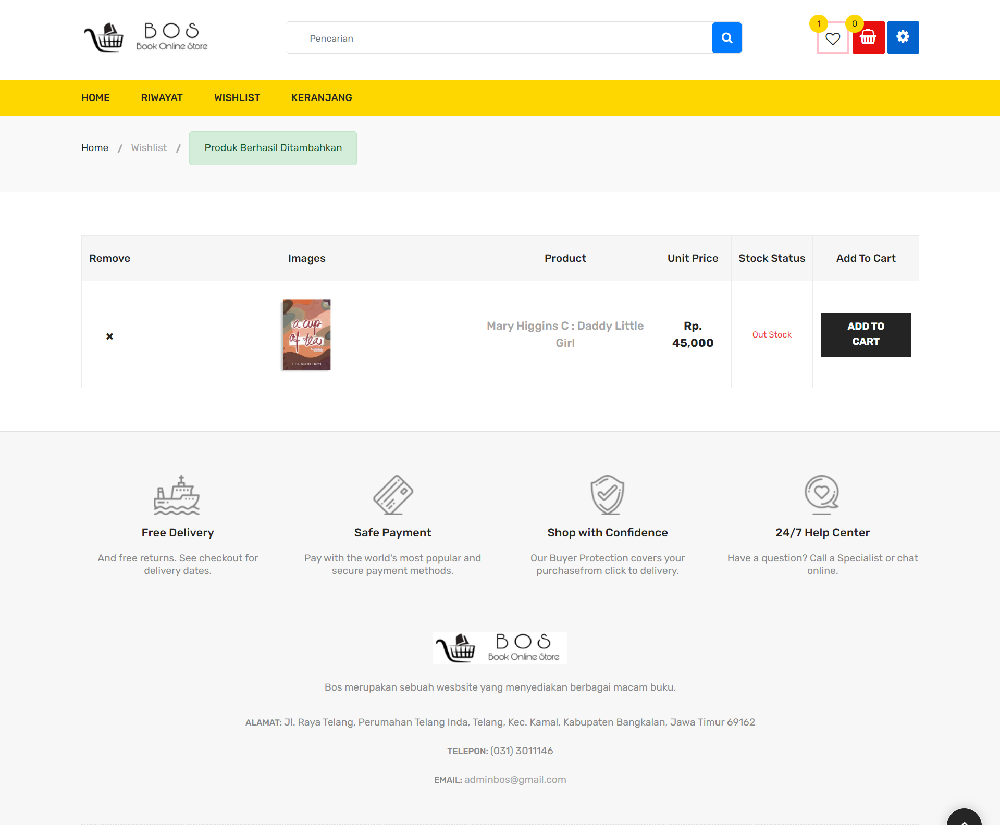 BOS
Book Online Store
Pencarian
1
0
HOME
RIWAYAT
WISHLIST
KERANJANG
Home / Wishlist / Produk Berhasil Ditambahkan
Remove
Images
Product
Unit Price
Stock Status
Add To Cart
a cup
of tea
Gita Savitri Devi
Mary Higgins C : Daddy Little
Girl
Rp.
45,000
Out Stock
ADD TO
CART
Free Delivery
And free returns. See checkout for
delivery dates.
Safe Payment
Pay with the world's most popular and
secure payment methods.
Shop with Confidence
Our Buyer Protection covers your
purchasefrom click to delivery.
24/7 Help Center
Have a question? Call a Specialist or chat
online.
BOS
Book Online Store
Bos merupakan sebuah wesbsite yang menyediakan berbagai macam buku.
ALAMAT: Jl. Raya Telang, Perumahan Telang Inda, Telang, Kec. Kamal, Kabupaten Bangkalan, Jawa Timur 69162
TELEPON: (031) 3011146
EMAIL: adminbos@gmail.com